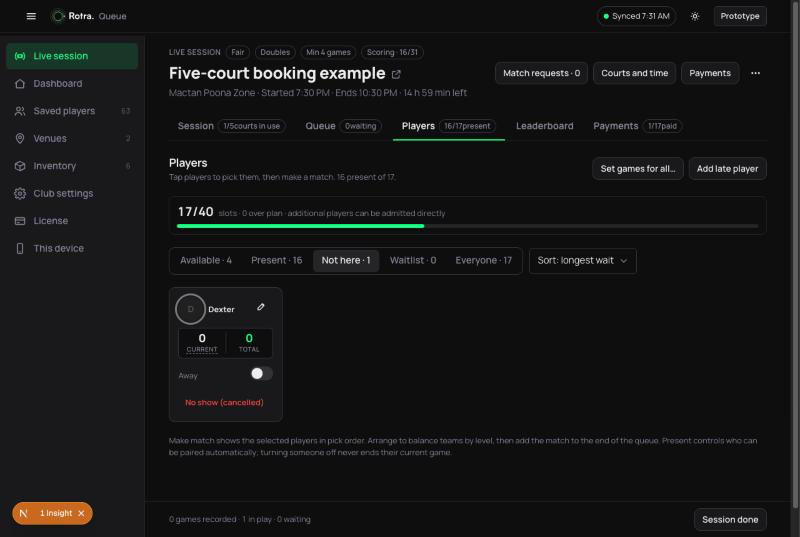 Rotra. Queue
Synced 7:31 AM
Prototype
Live session
Dashboard
Saved players 63
Venues 2
Inventory 6
Club settings
License
This device
LIVE SESSION Fair Doubles Min 4 games Scoring · 16/31
Five-court booking example
Mactan Poona Zone · Started 7:30 PM · Ends 10:30 PM · 14 h 59 min left
Match requests · 0
Courts and time
Payments
Session 1/5courts in use
Queue 0waiting
Players 16/17present
Leaderboard
Payments 1/17paid
Players
Tap players to pick them, then make a match. 16 present of 17.
Set games for all...
Add late player
17/40 slots · 0 over plan · additional players can be admitted directly
Available · 4
Present · 16
Not here · 1
Waitlist · 0
Everyone · 17
Sort: longest wait
D Dexter
0 0
CURRENT TOTAL
Away
No show (cancelled)
Make match shows the selected players in pick order. Arrange to balance teams by level, then add the match to the end of the queue. Present controls who can
be paired automatically; turning someone off never ends their current game.
N 1 Insight
0 games recorded · 1 in play · 0 waiting
Session done